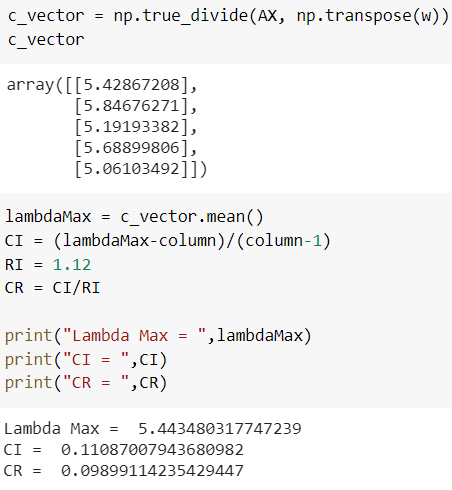 c_vector = np.true_divide(AX, np.transpose(w))
c_vector
array([[5.42867208],
[5.84676271],
[5.19193382],
[5.68899806],
[5.06103492]])
lambdaMax = c_vector.mean()
CI = (lambdaMax-column)/(column-1)
RI = 1.12
CR = CI/RI
print("Lambda Max = ",lambdaMax)
print("CI = ",CI)
print("CR = ",CR)
Lambda Max =  5.443480317747239
CI =  0.11087007943680982
CR =  0.09899114235429447